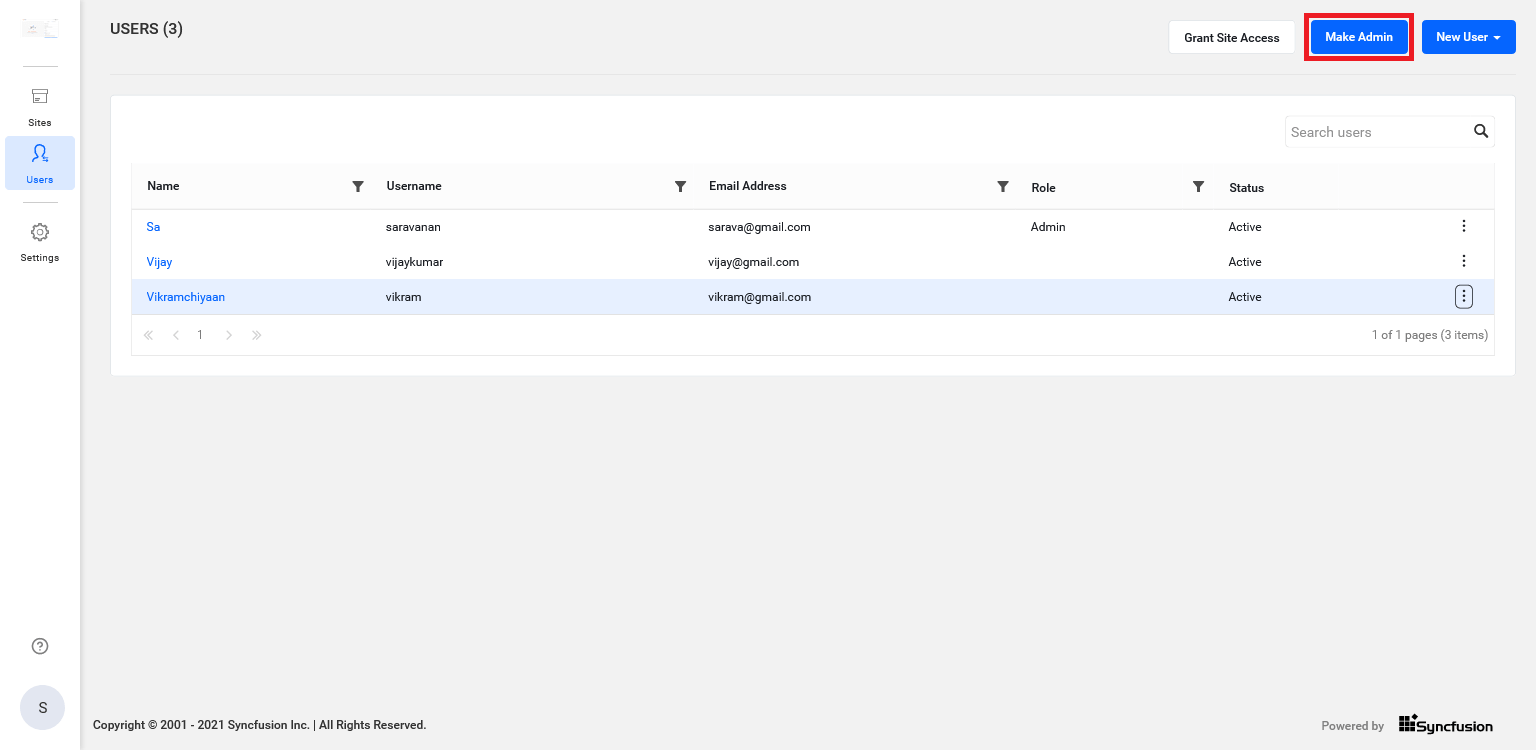 USERS (3)
Grant Site Access
Make Admin
New User
Sites
Users
Settings
Search users
Name Username Email Address Role Status
Sa saravanan sarava@gmail.com Admin Active
Vijay vijaykumar vijay@gmail.com Active
Vikramchiyaan vikram vikram@gmail.com Active
1
1 of 1 pages (3 items)
S
Copyright © 2001 - 2021 Syncfusion Inc. | All Rights Reserved.
Powered by Syncfusion